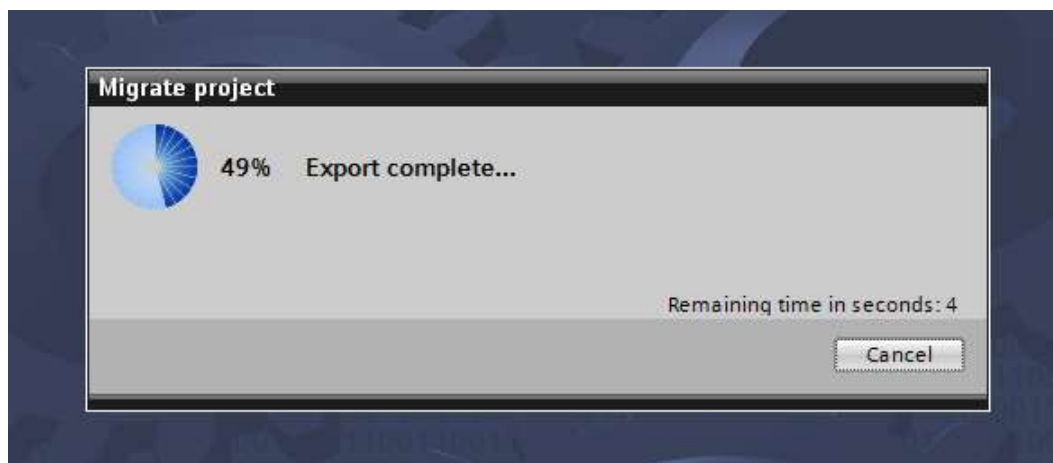 Migrate project
49% Export complete...
Remaining time in seconds: 4
Cancel